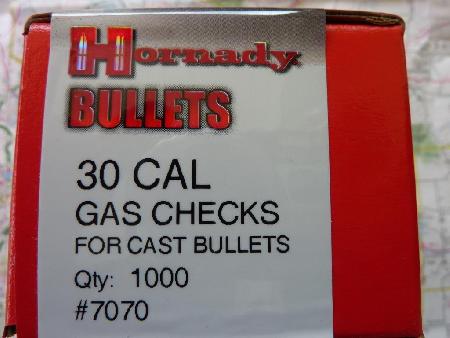 Hornady
BULLETS
30 CAL
GAS CHECKS
FOR CAST BULLETS
Qty: 1000
#7070